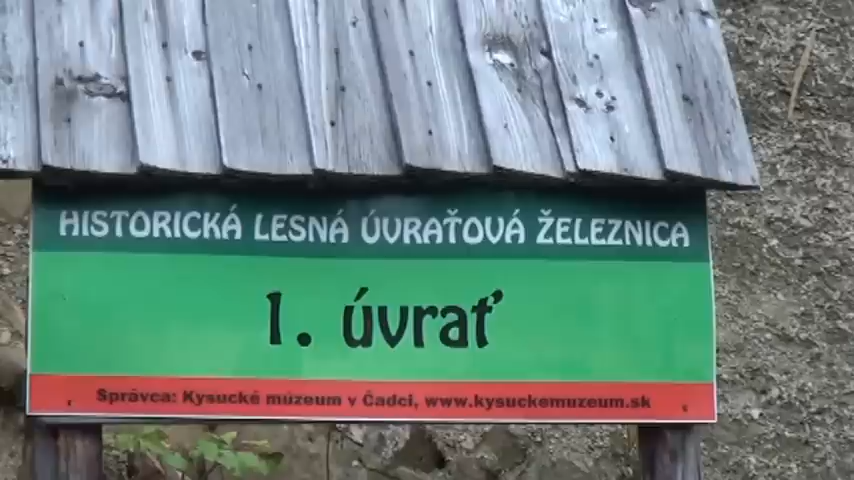 HISTORICKÁ LESNÁ ÚVRAŤOVÁ ŽELEZNICA
1. úvrať
Správca: Kysucké múzeum v Čadci, www.kysuckemuzeum.sk